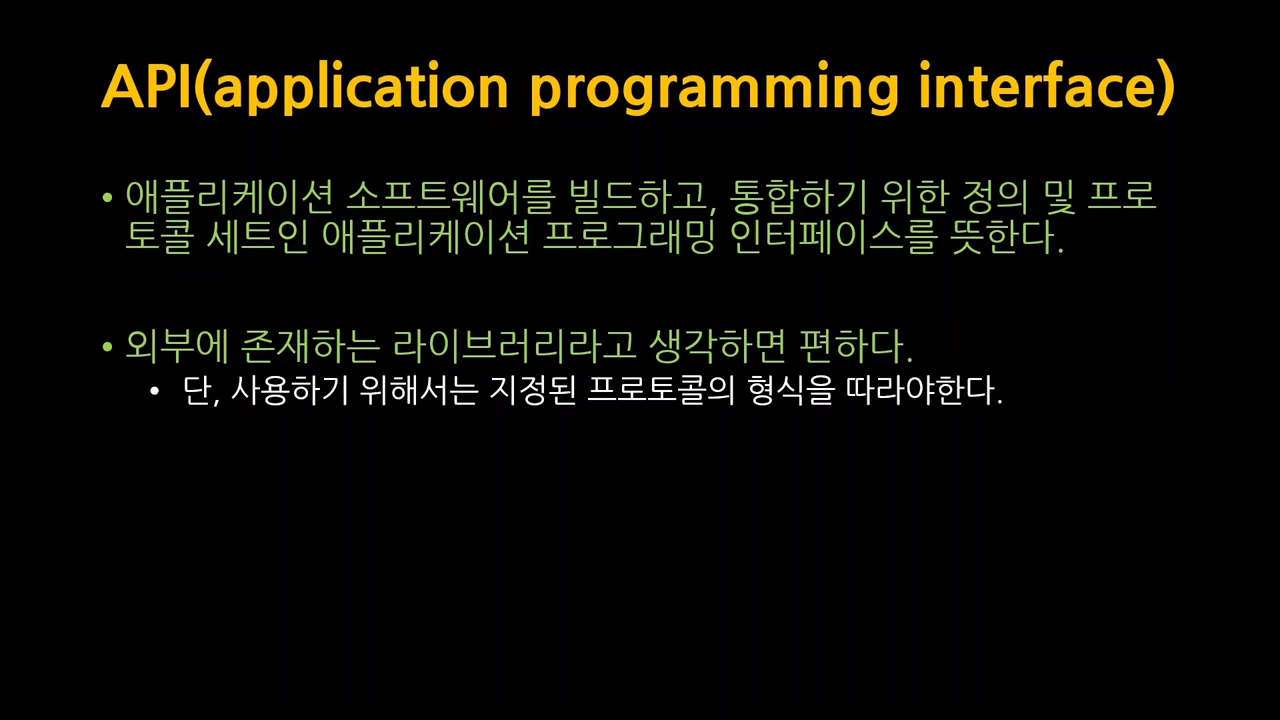 API(application programming interface)
• 애플리케이션 소프트웨어를 빌드하고, 통합하기 위한 정의 및 프로
토콜 세트인 애플리케이션 프로그래밍 인터페이스를 뜻한다.
• 외부에 존재하는 라이브러리라고 생각하면 편하다.
• 단, 사용하기 위해서는 지정된 프로토콜의 형식을 따라야한다.